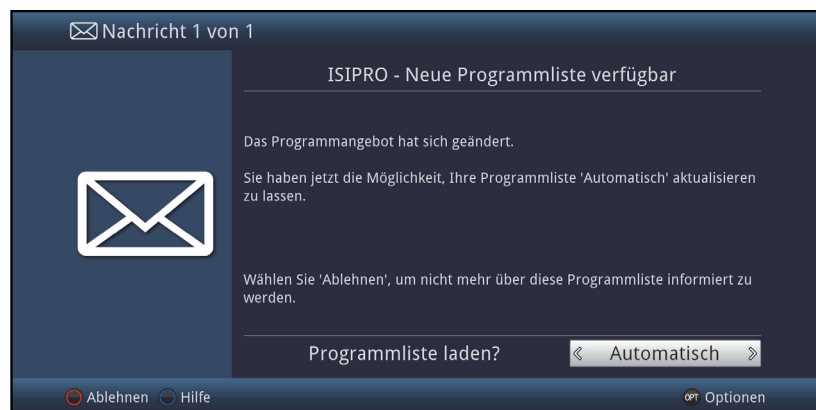 Nachricht 1 von 1
ISIPRO - Neue Programmliste verfügbar
Das Programmangebot hat sich geändert.
Sie haben jetzt die Möglichkeit, Ihre Programmliste 'Automatisch' aktualisieren
zu lassen.
Wählen Sie 'Ablehnen', um nicht mehr über diese Programmliste informiert zu
werden.
Programmliste laden? « Automatisch »
Ablehnen Hilfe OPT Optionen